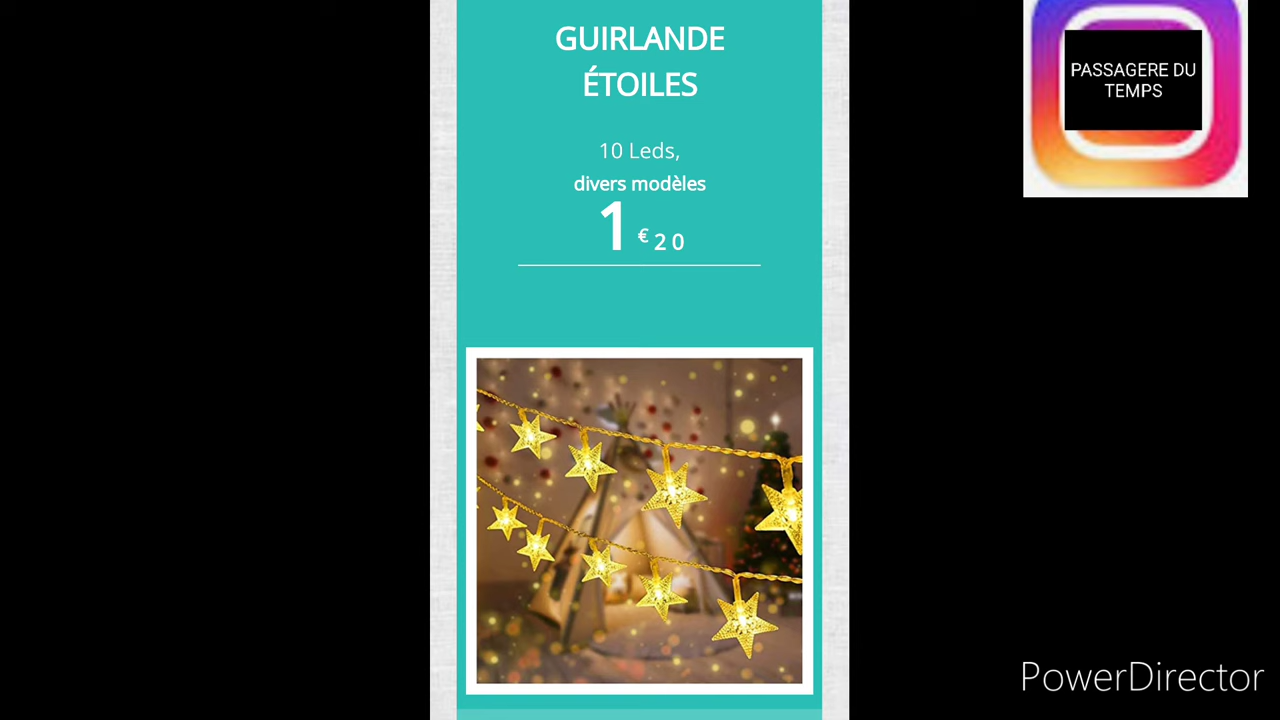 GUIRLANDE
ÉTOILES
10 Leds,
divers modèles
1 € 20
PASSAGERE DU
TEMPS
PowerDirector